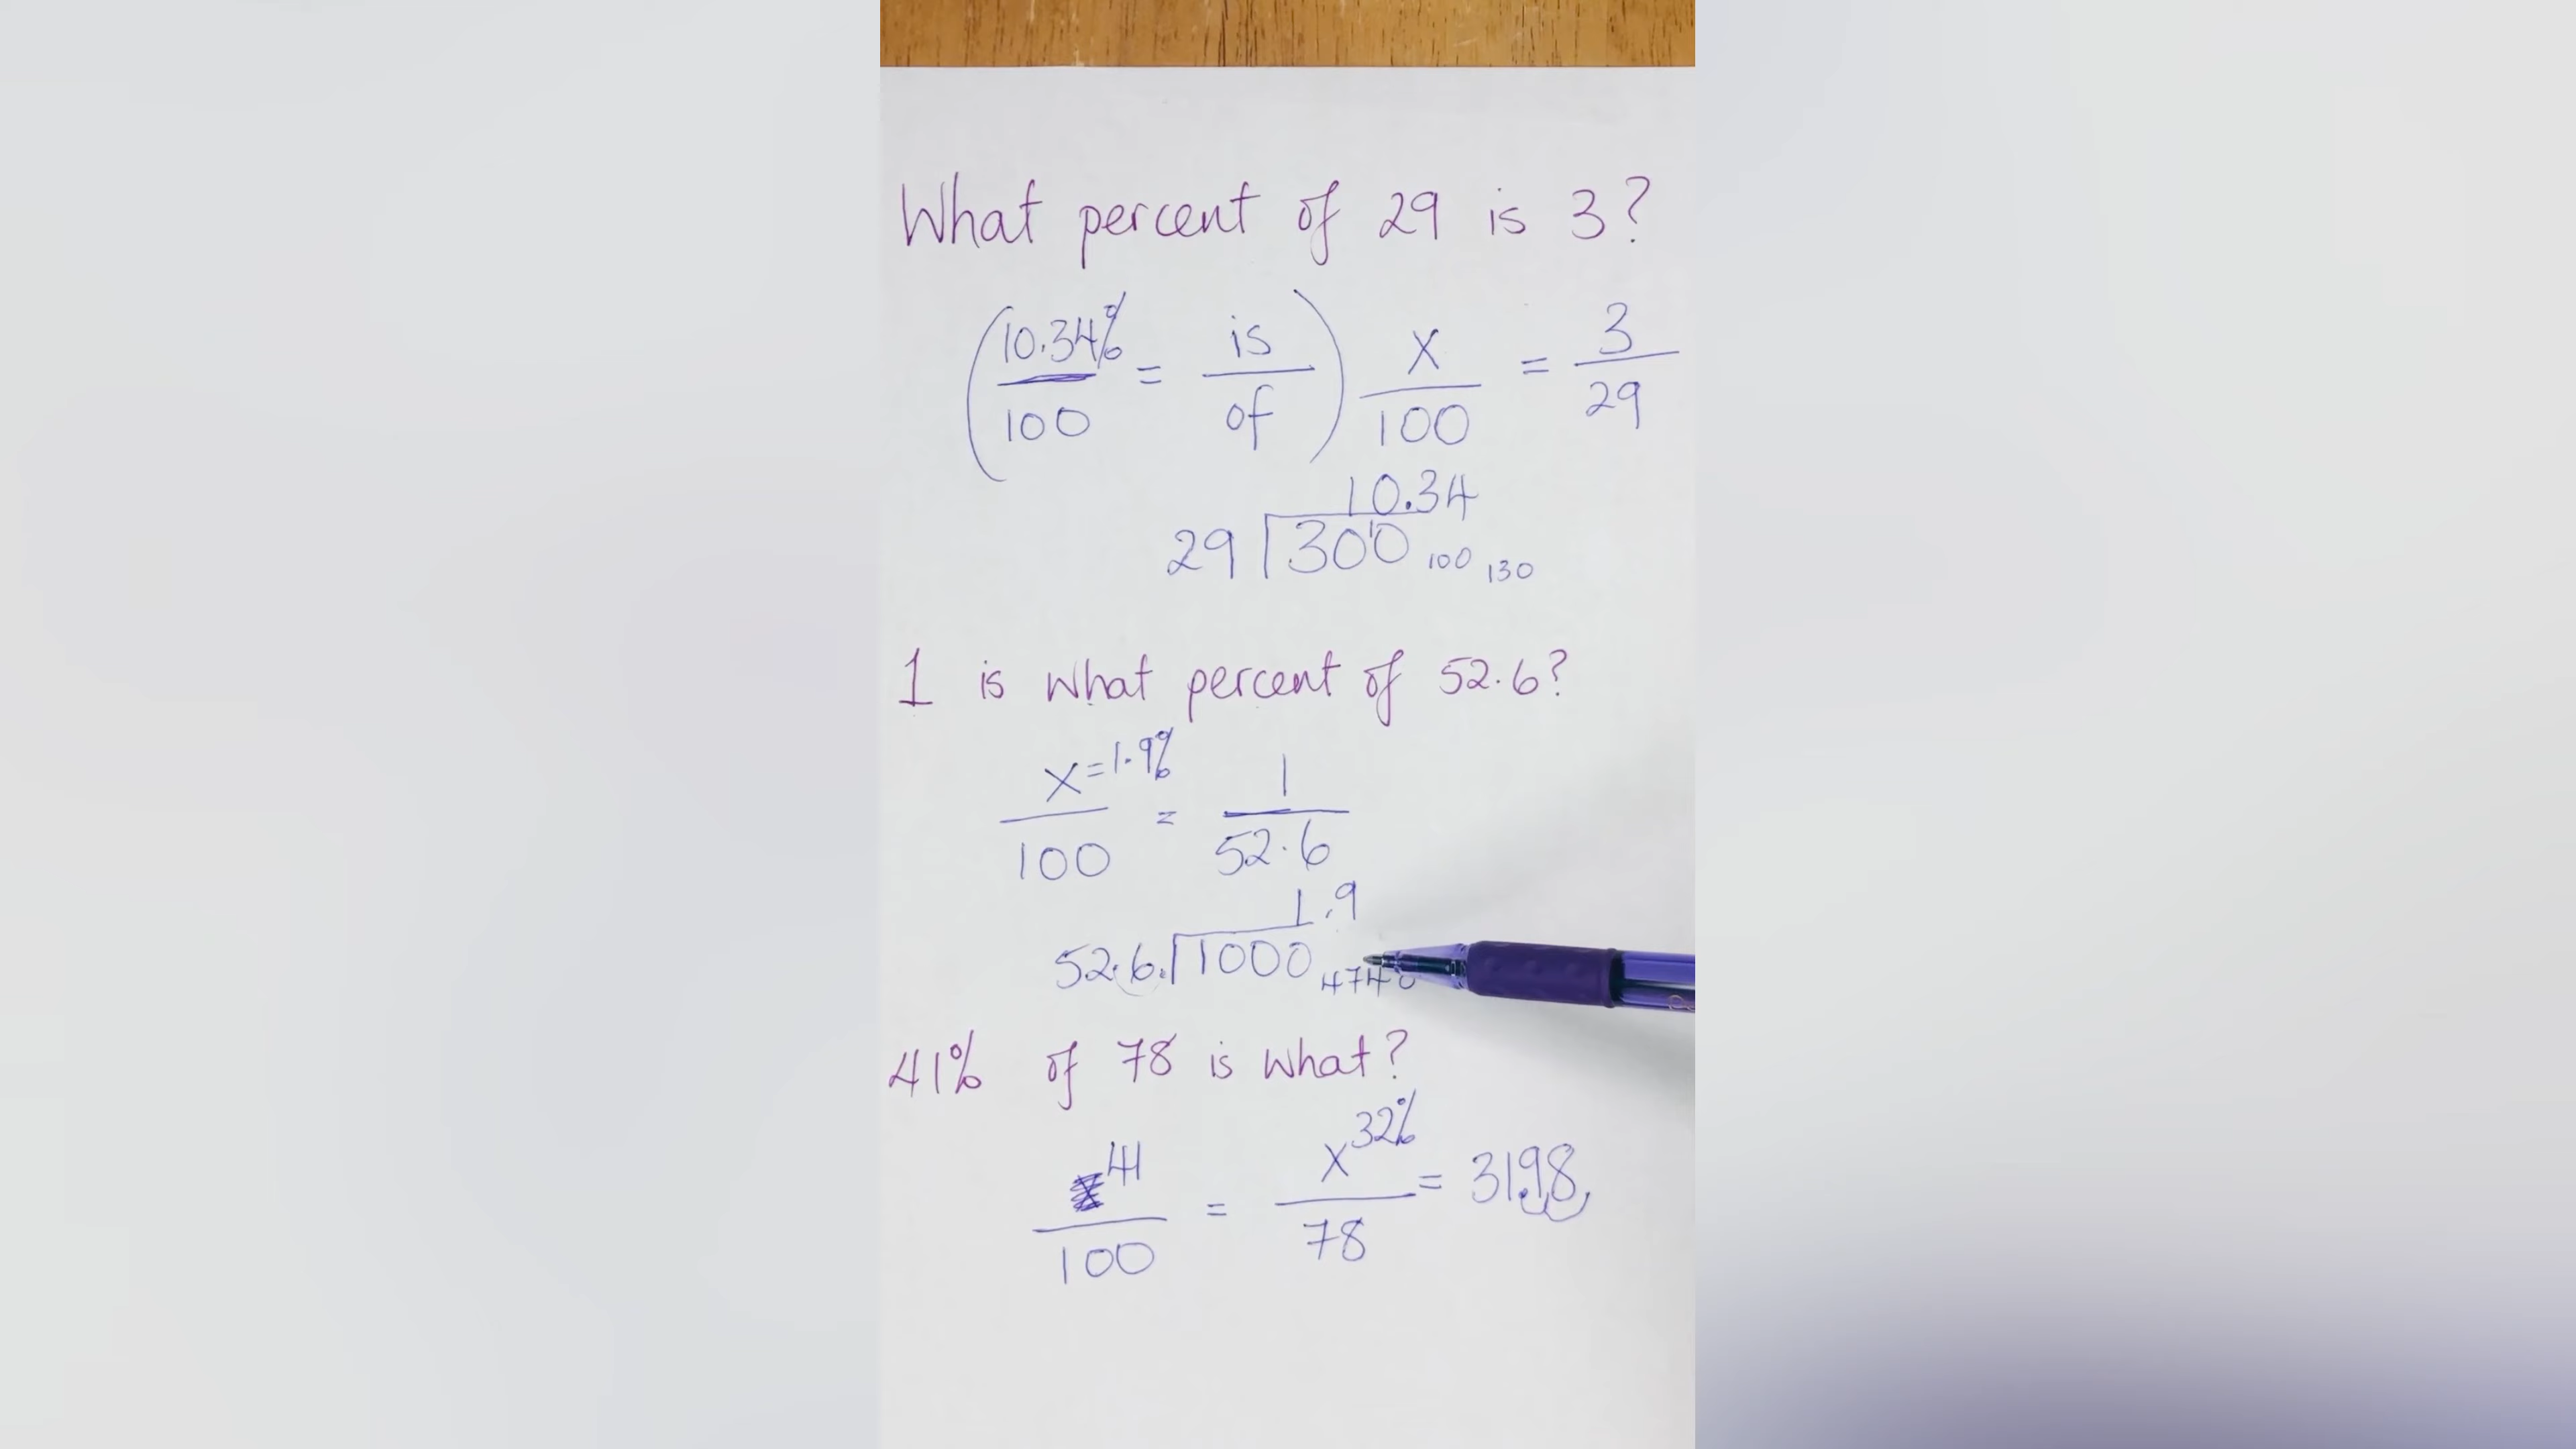 What percent of 29 is 3?
(10.34%/100 = is/of) X/100 = 3/29
10.34
29 300 100 130
1 is what percent of 52.6?
X=1.9%/100 = 1/52.6
1.9
52.6. 1000 4740
41% of 78 is what?
41/100 = X 32%/78 = 31.98.